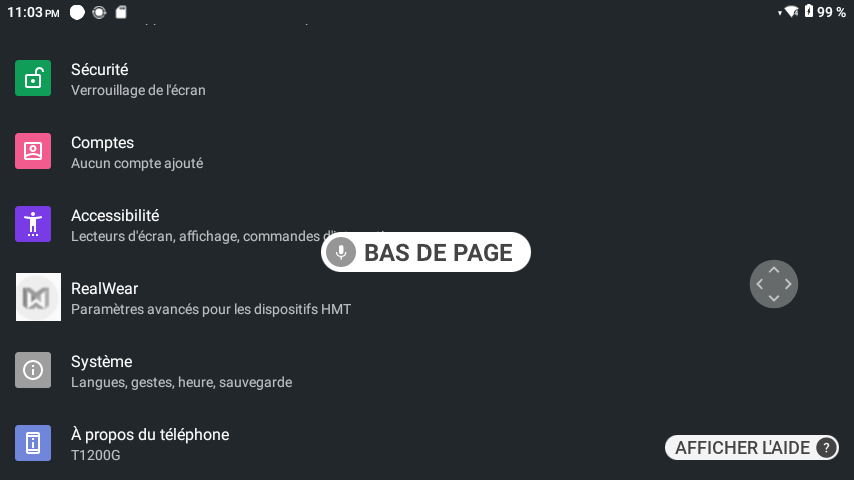 11:03 PM
99 %
Sécurité
Verrouillage de l'écran
Comptes
Aucun compte ajouté
Accessibilité
Lecteurs d'écran, affichage, commandes
BAS DE PAGE
RealWear
Paramètres avancés pour les dispositifs HMT
Système
Langues, gestes, heure, sauvegarde
À propos du téléphone
T1200G
AFFICHER L'AIDE ?